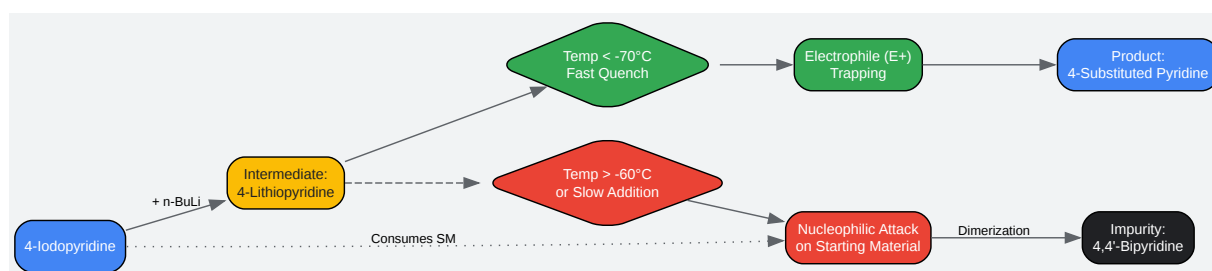 Temp < -70°C
Fast Quench
Electrophile (E+)
Trapping
Product:
4-Substituted Pyridine
Intermediate:
4-Lithiopyridine
Temp > -60°C
or Slow Addition
+ n-BuLi
4-Iodopyridine
Consumes SM
Nucleophilic Attack
on Starting Material
Dimerization
Impurity:
4,4'-Bipyridine